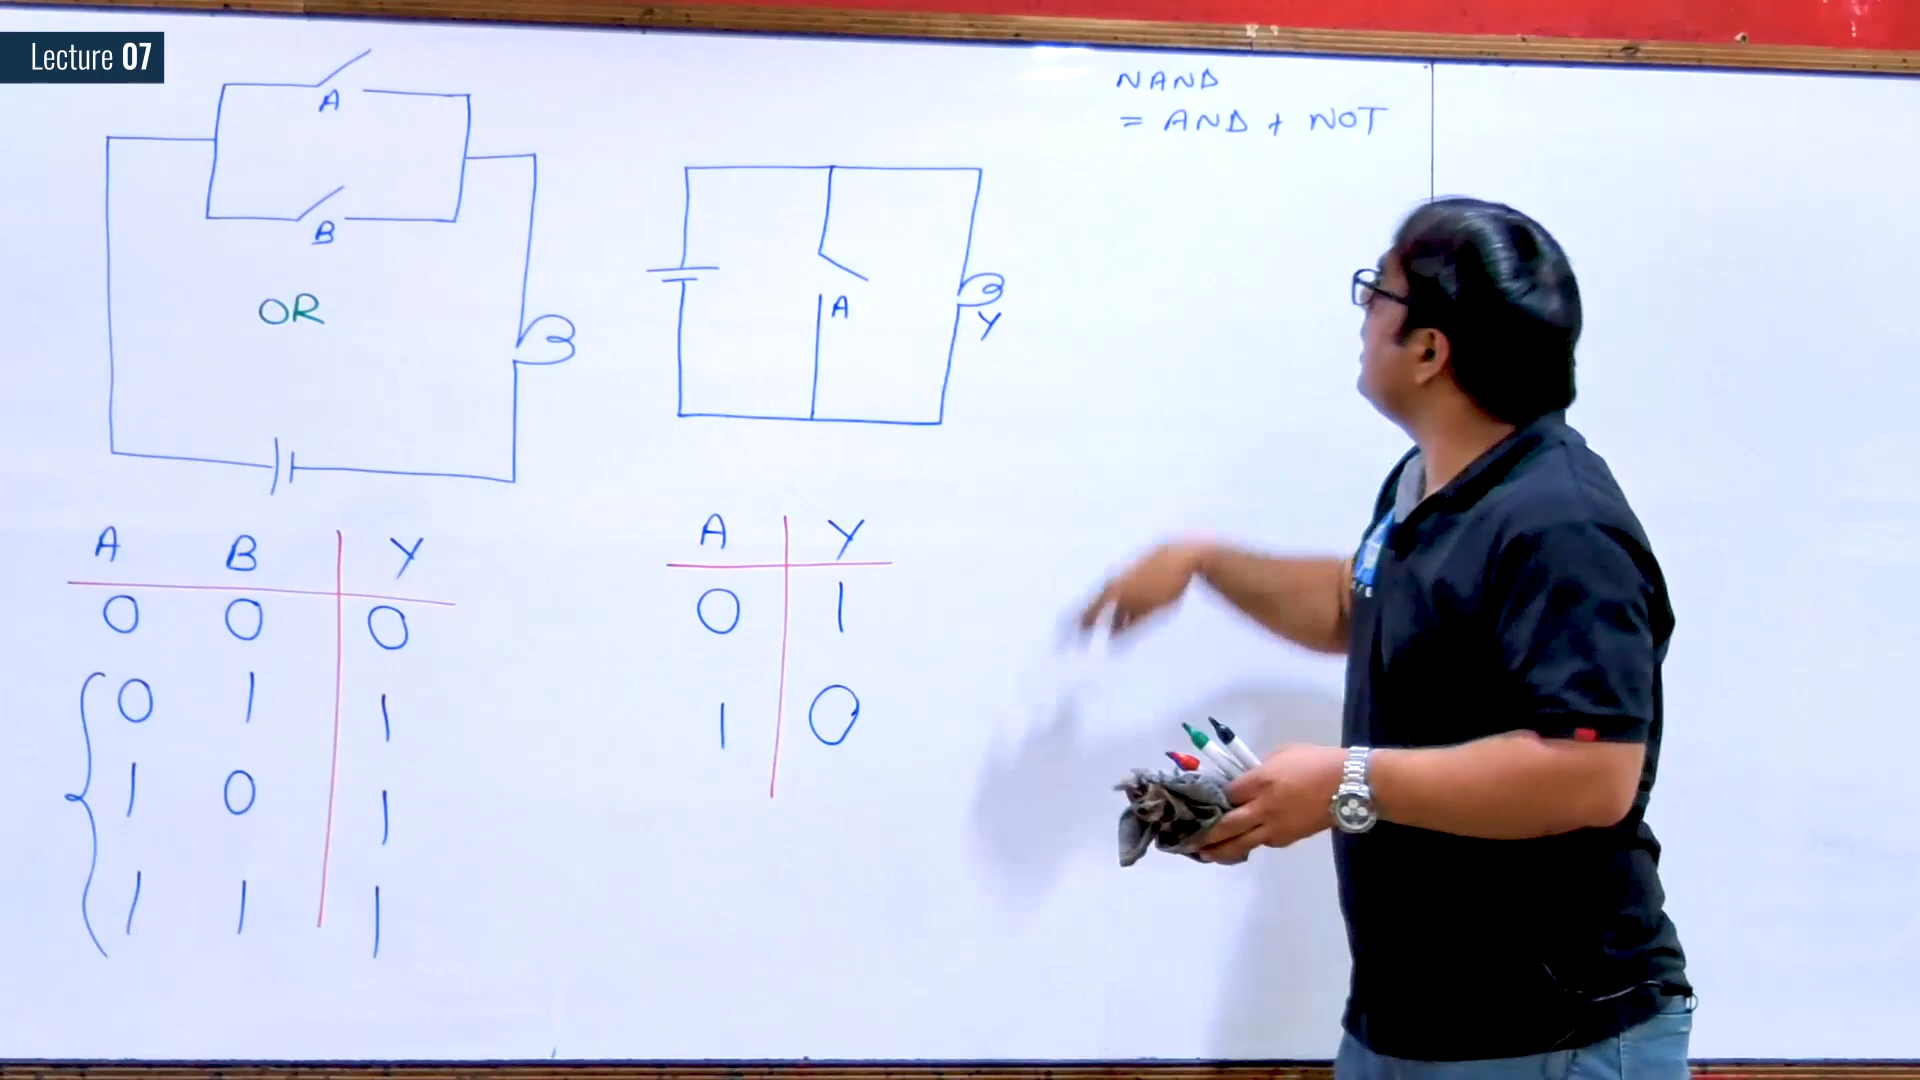 Lecture 07
A
B
OR
A B Y
0 0 0
0 1 1
1 0 1
1 1 1
A
Y
A Y
0 1
1 0
NAND
= AND + NOT